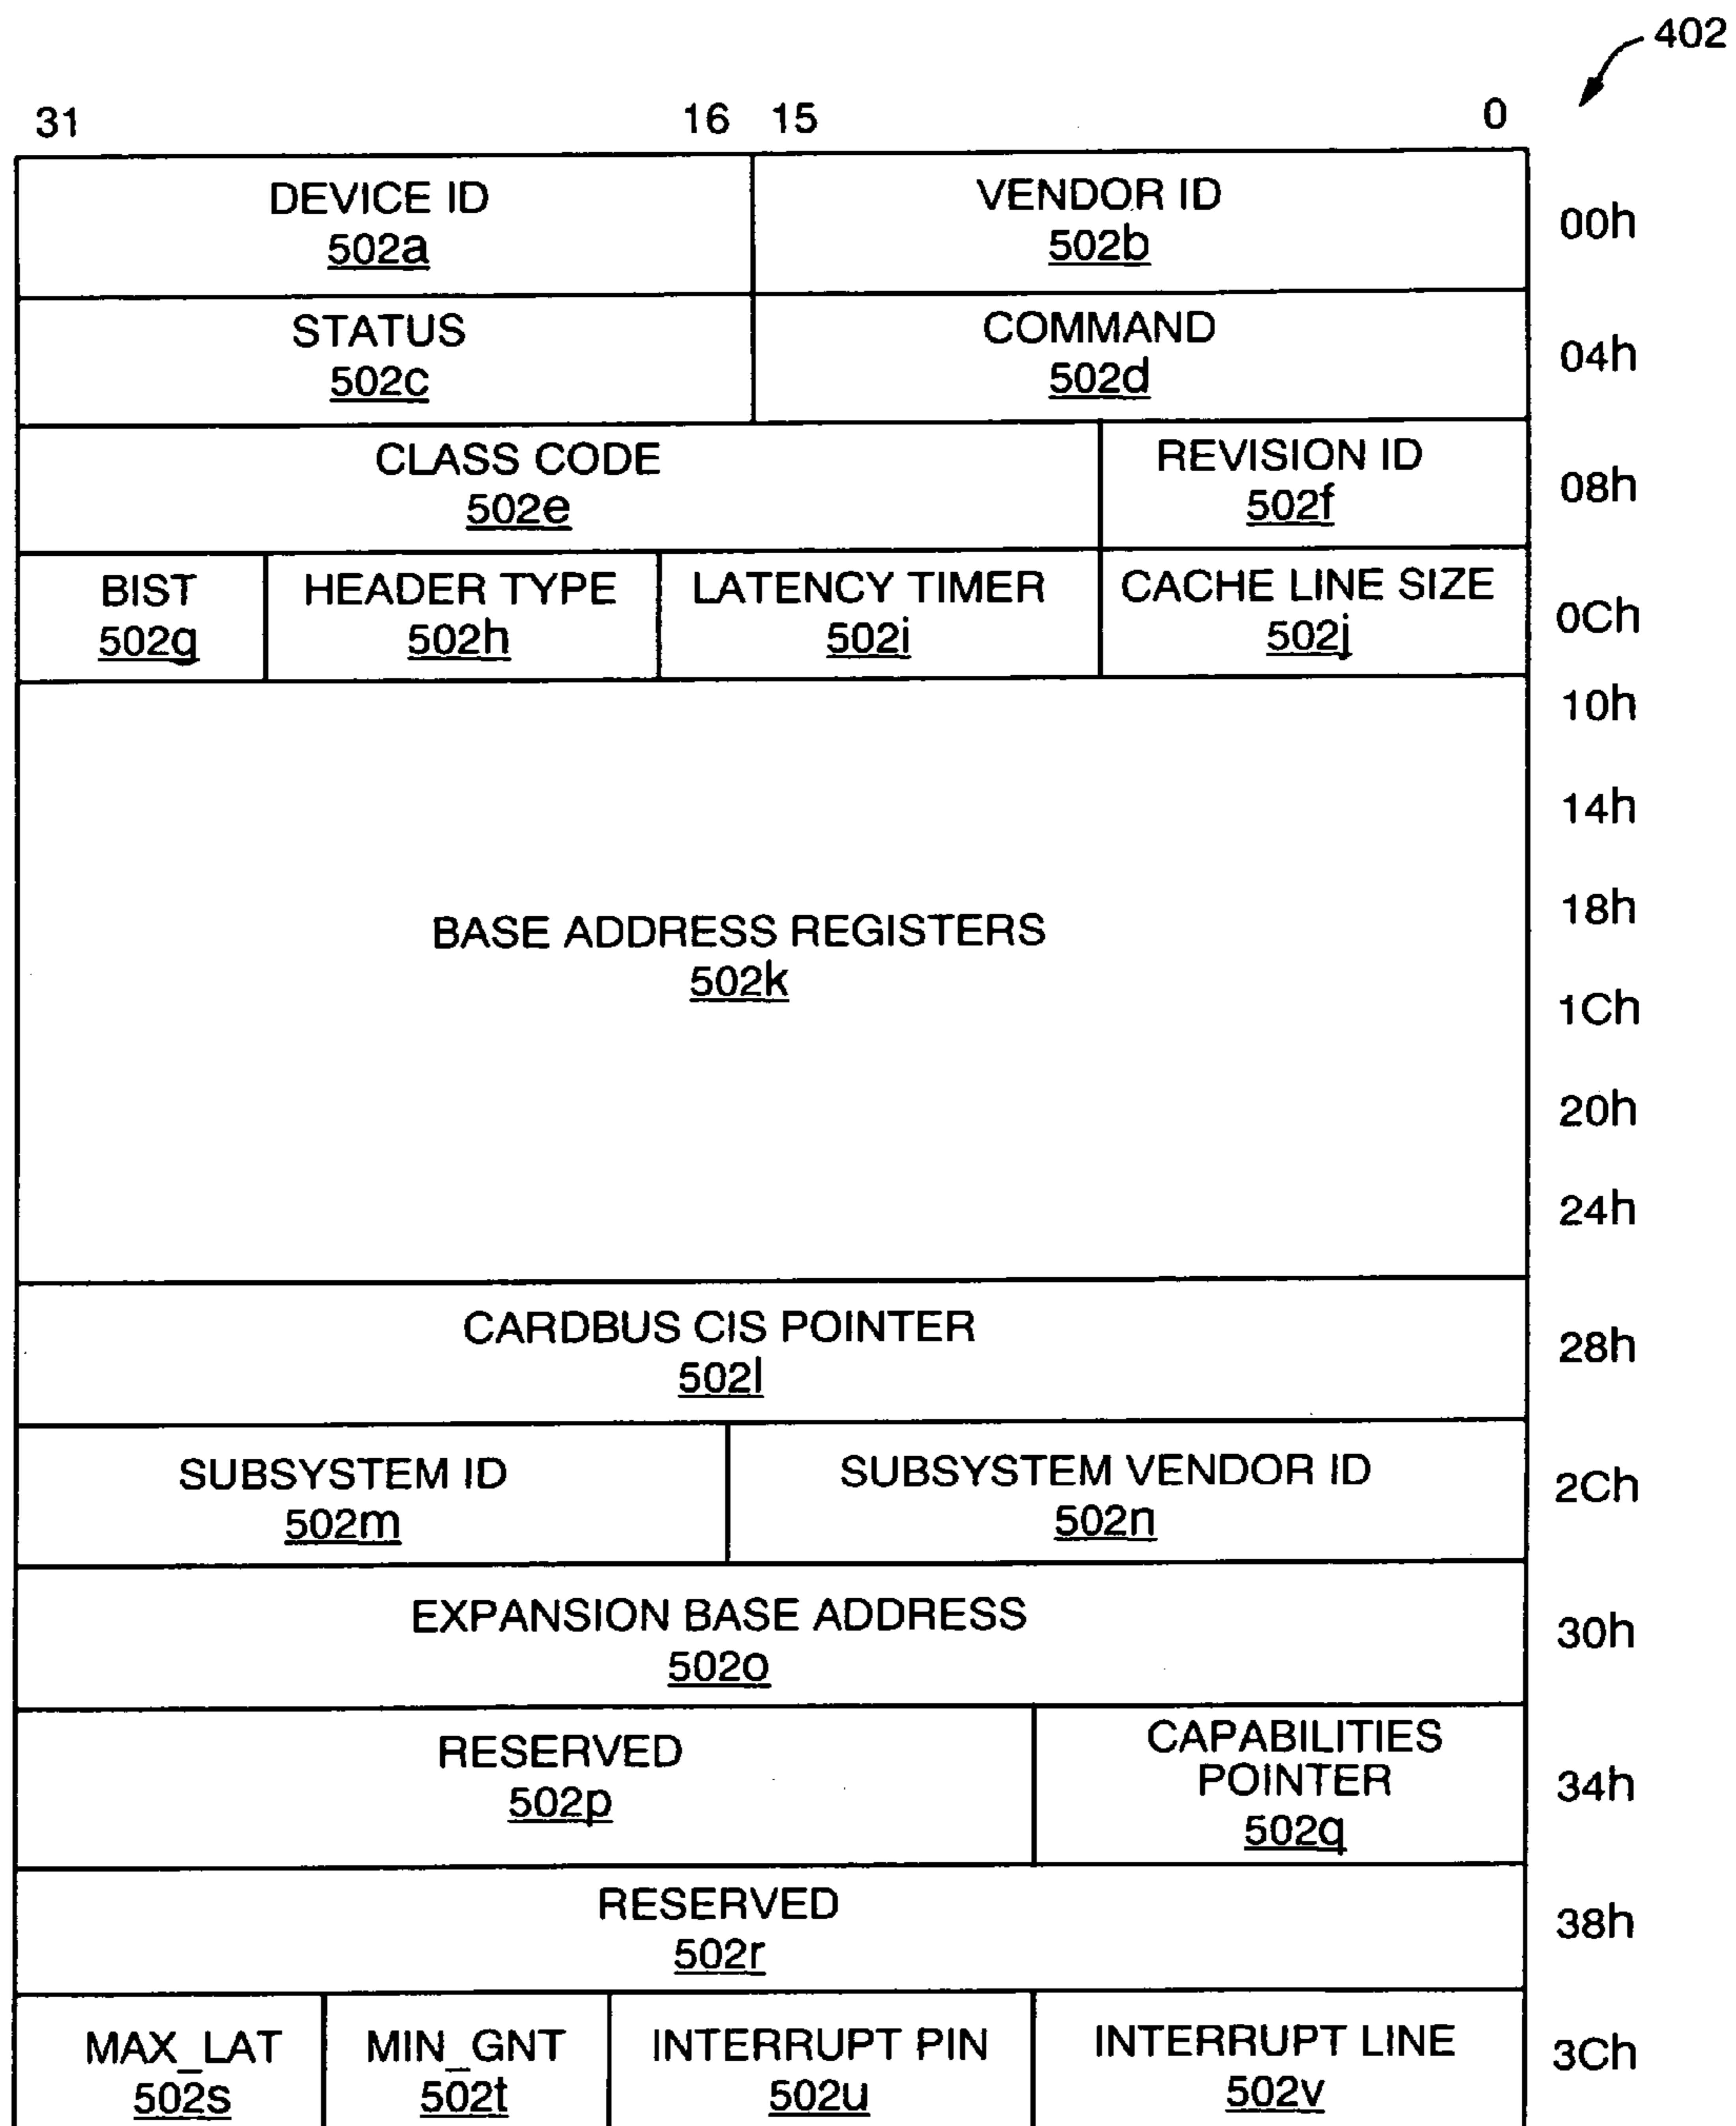 402
31 16 15 0
DEVICE ID VENDOR ID
502a 502b 00h
STATUS COMMAND
502c 502d 04h
CLASS CODE REVISION ID
502e 502f 08h
BIST HEADER TYPE LATENCY TIMER CACHE LINE SIZE
502g 502h 502i 502j 0Ch
10h
14h
18h
BASE ADDRESS REGISTERS
502k
1Ch
20h
24h
CARDBUS CIS POINTER
502l 28h
SUBSYSTEM ID SUBSYSTEM VENDOR ID
502m 502n 2Ch
EXPANSION BASE ADDRESS
502o 30h
RESERVED CAPABILITIES
POINTER
502p 502q 34h
RESERVED
502r 38h
MAX_LAT MIN_GNT INTERRUPT PIN INTERRUPT LINE
502s 502t 502u 502v 3Ch